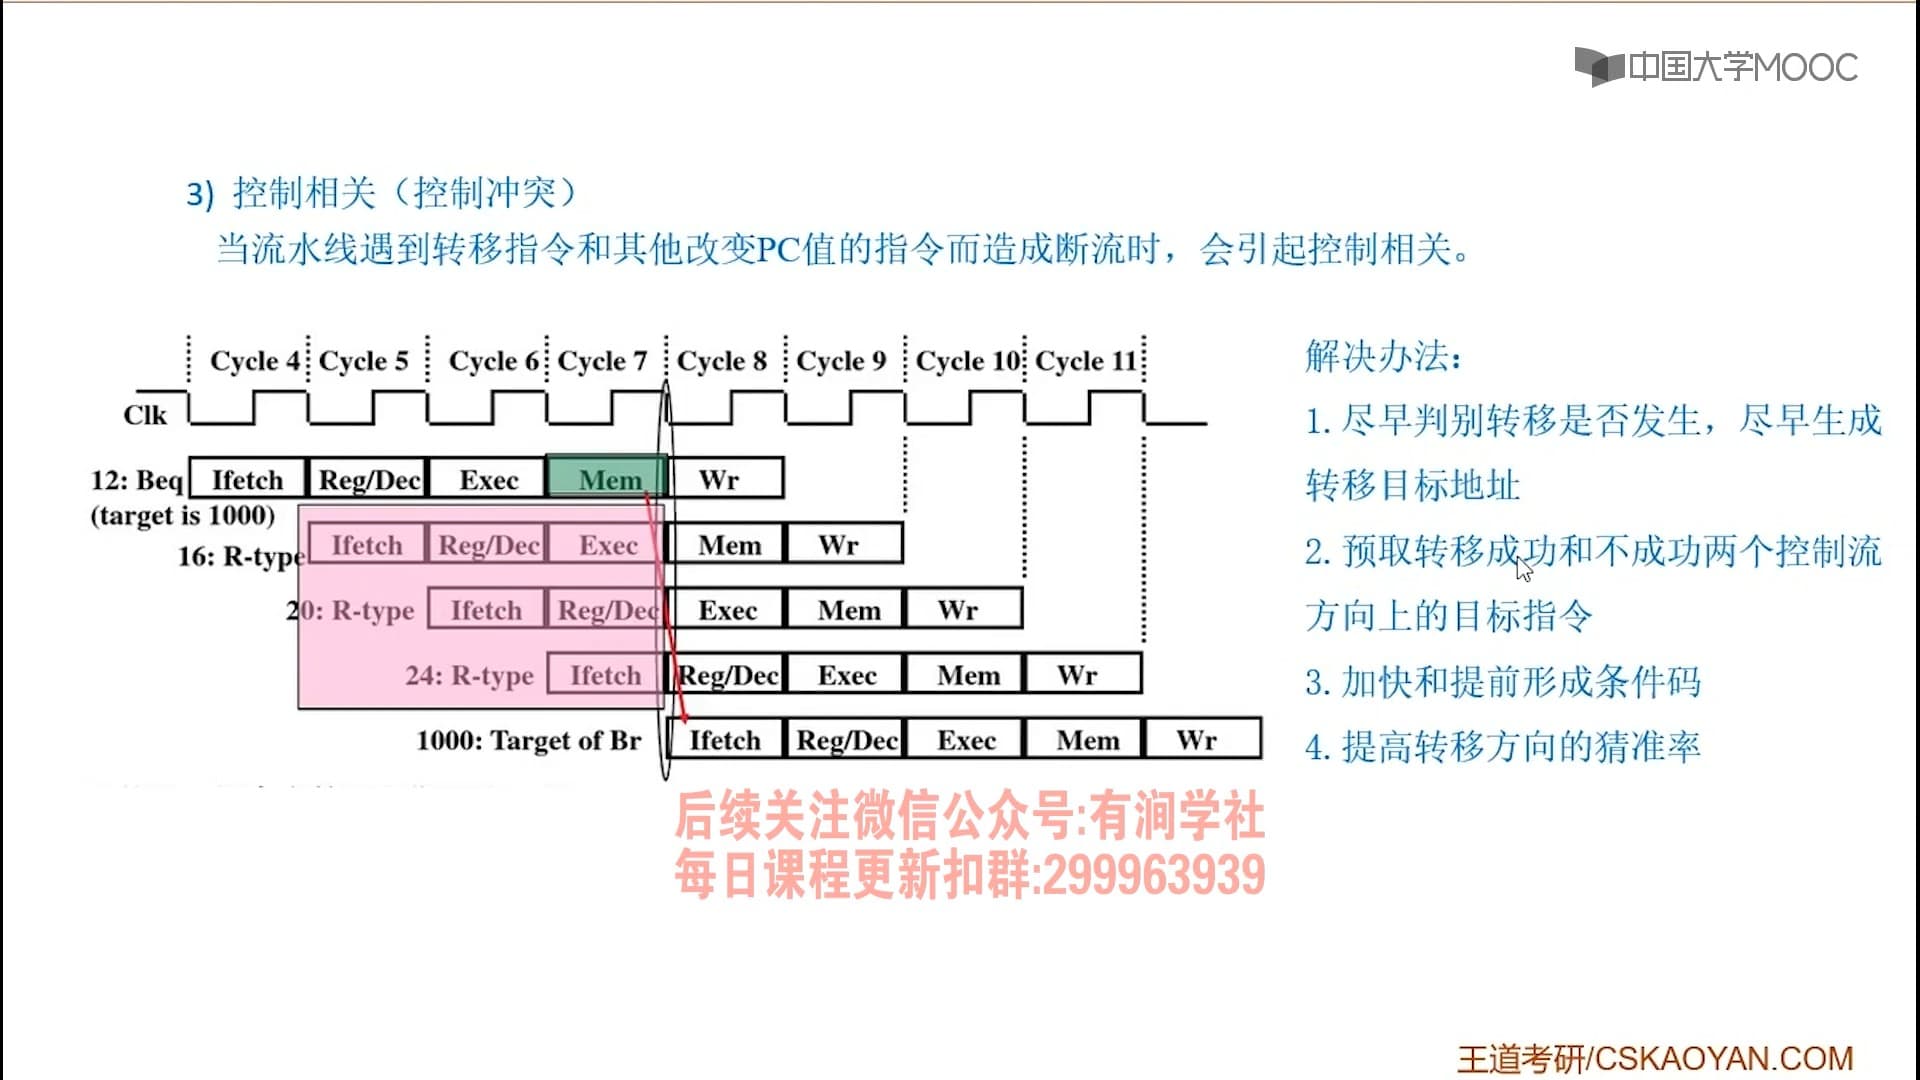 中国大学MOOC
3) 控制相关（控制冲突）
当流水线遇到转移指令和其他改变PC值的指令而造成断流时，会引起控制相关。
Cycle 4 Cycle 5 Cycle 6 Cycle 7 Cycle 8 Cycle 9 Cycle 10 Cycle 11
Clk
12: Beq Ifetch Reg/Dec Exec Mem Wr
(target is 1000)
16: R-type Ifetch Reg/Dec Exec Mem Wr
20: R-type Ifetch Reg/Dec Exec Mem Wr
24: R-type Ifetch Reg/Dec Exec Mem Wr
1000: Target of Br Ifetch Reg/Dec Exec Mem Wr
解决办法:
1. 尽早判别转移是否发生，尽早生成
转移目标地址
2. 预取转移成功和不成功两个控制流
方向上的目标指令
3. 加快和提前形成条件码
4. 提高转移方向的猜准率
后续关注微信公众号:有涧学社
每日课程更新扣群:299963939
王道考研/CSKAOYAN.COM